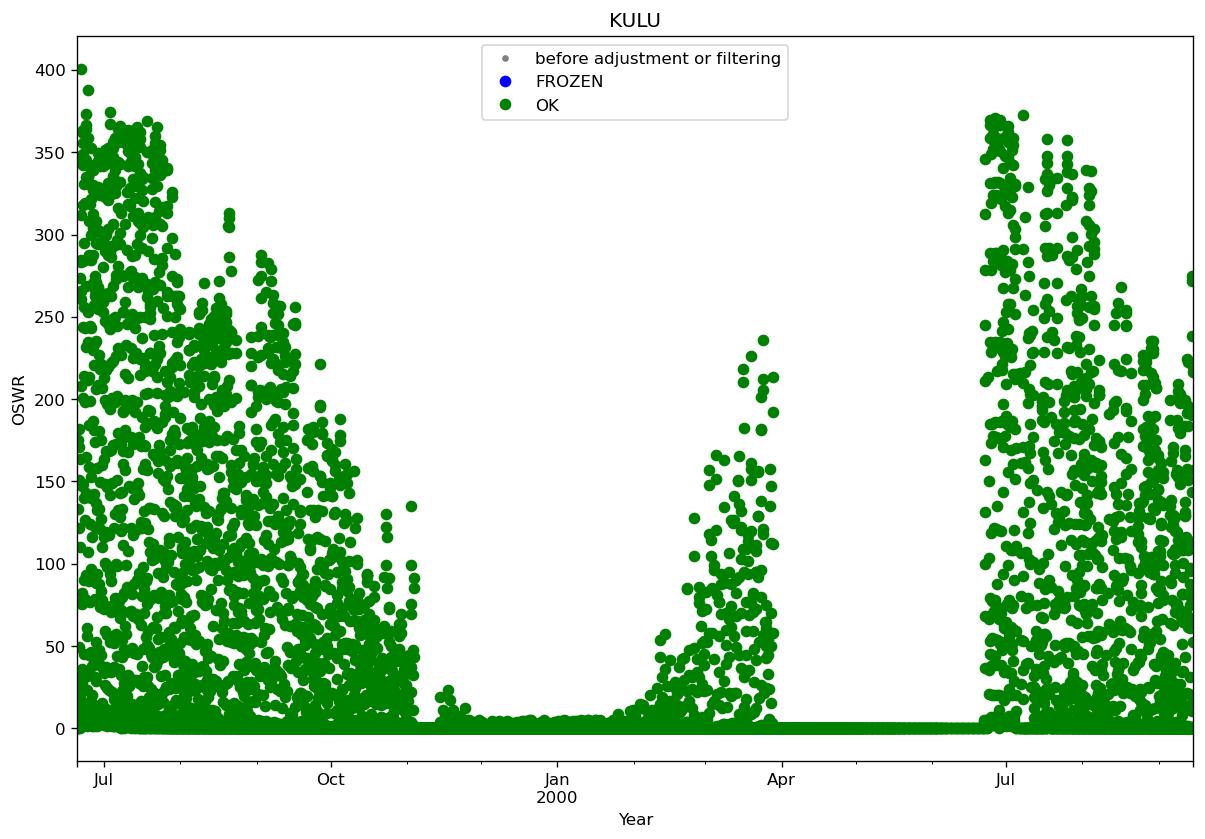 KULU
before adjustment or filtering
FROZEN
OK
OSWR
400
350
300
250
200
150
100
50
0
Jul
Oct
Jan
2000
Apr
Jul
Year